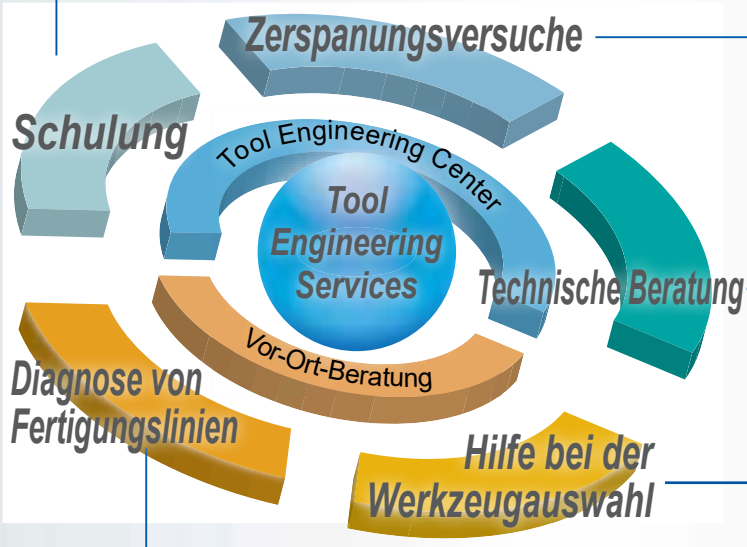 Zerspanungsversuche
Schulung
Tool Engineering Center
Tool
Engineering
Services
Technische Beratung
Vor-Ort-Beratung
Diagnose von
Fertigungslinien
Hilfe bei der
Werkzeugauswahl